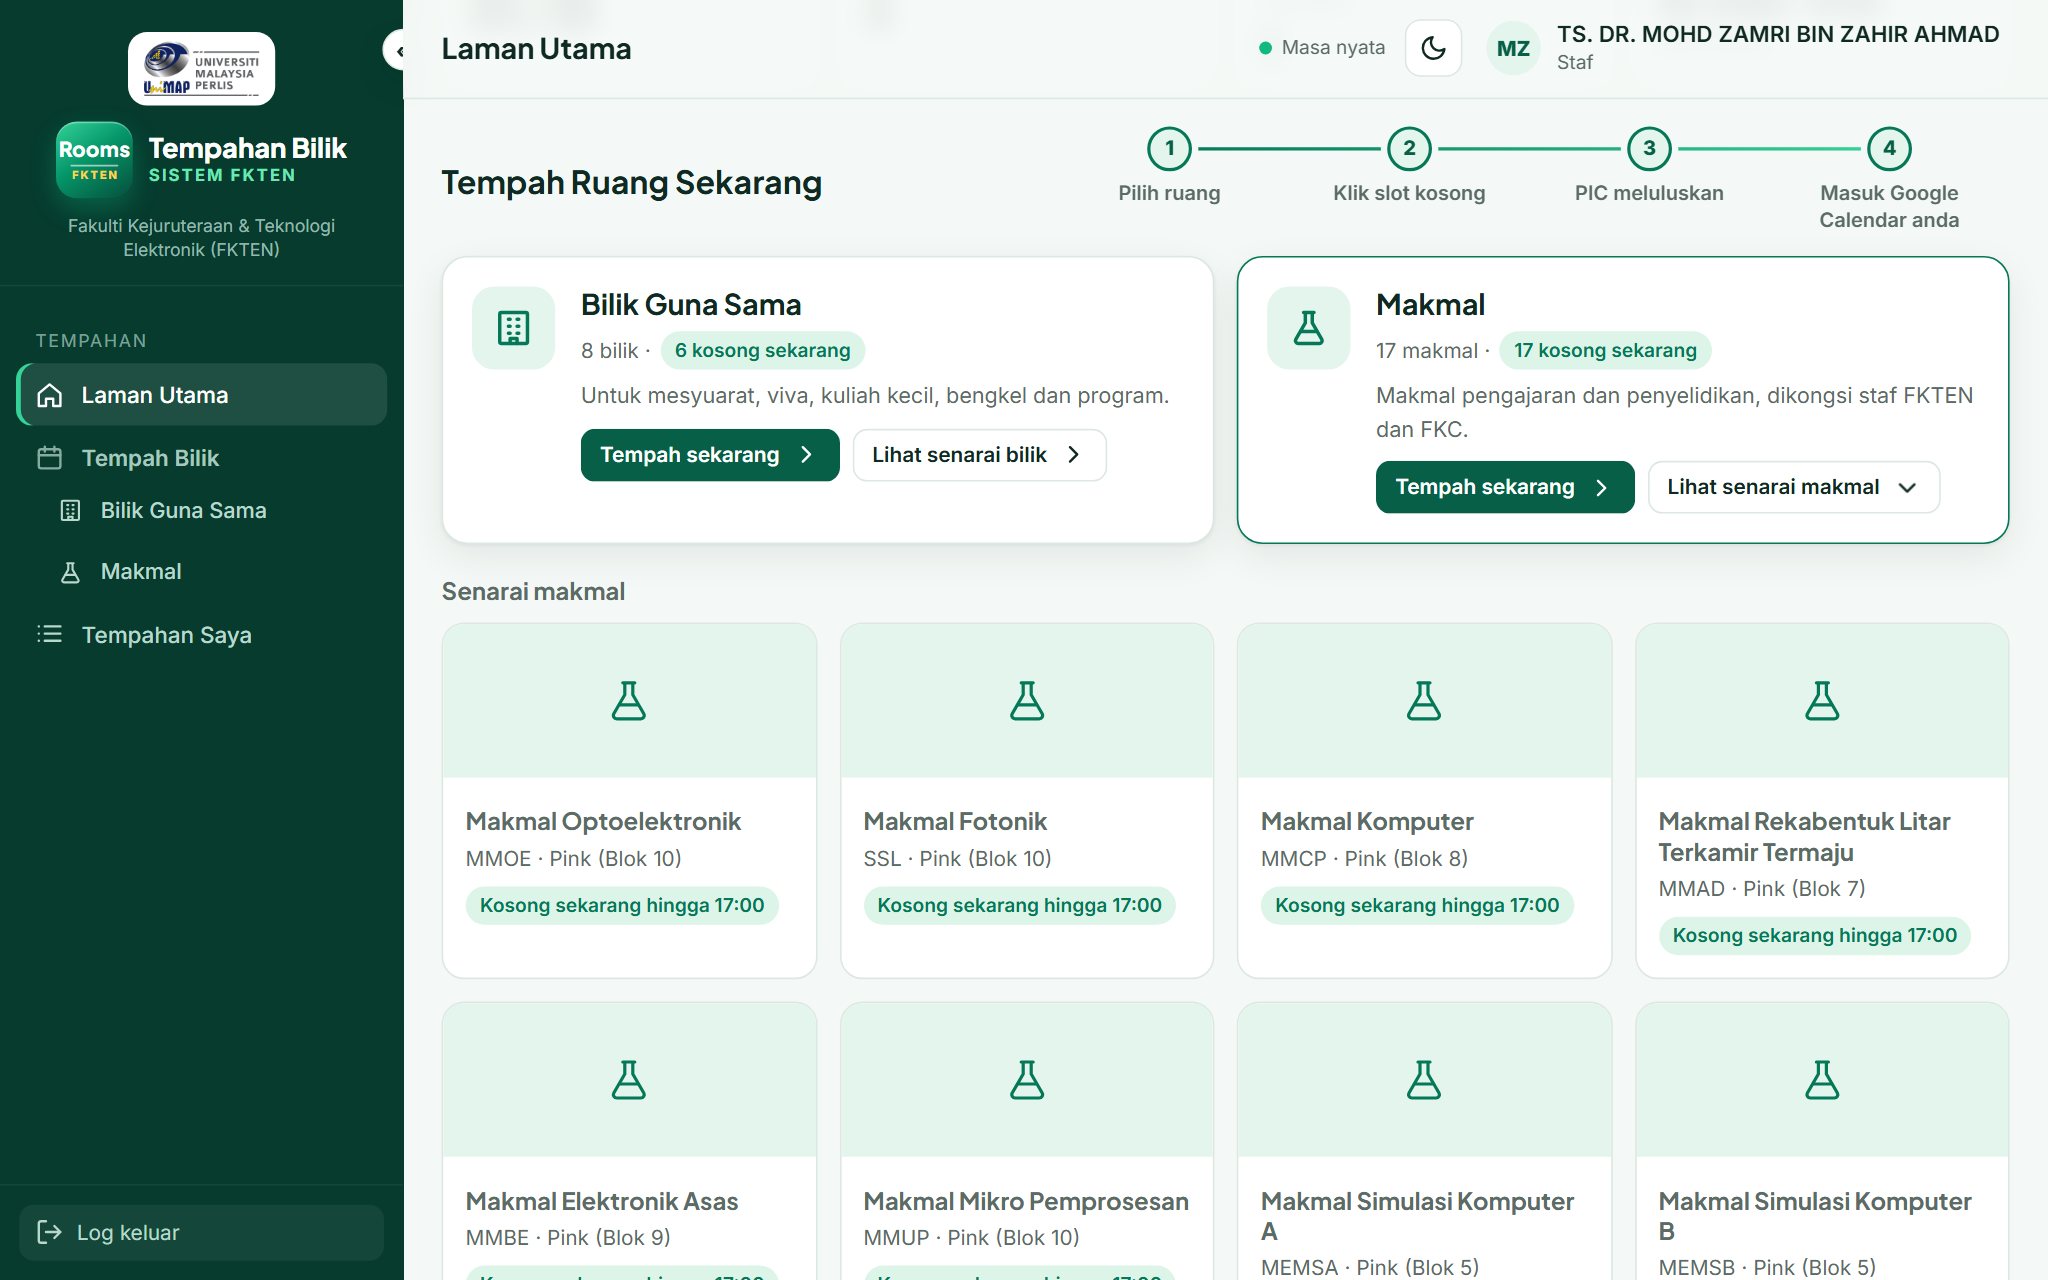 UNIVERSITI
MALAYSIA
PERLIS
UniMAP
Rooms
FKTEN
Tempahan Bilik
SISTEM FKTEN
Fakulti Kejuruteraan & Teknologi
Elektronik (FKTEN)
TEMPAHAN
Laman Utama
Tempah Bilik
Bilik Guna Sama
Makmal
Tempahan Saya
Log keluar
Laman Utama
Masa nyata
MZ
TS. DR. MOHD ZAMRI BIN ZAHIR AHMAD
Staf
Tempah Ruang Sekarang
1
Pilih ruang
2
Klik slot kosong
3
PIC meluluskan
4
Masuk Google
Calendar anda
Bilik Guna Sama
8 bilik · 6 kosong sekarang
Untuk mesyuarat, viva, kuliah kecil, bengkel dan program.
Tempah sekarang
Lihat senarai bilik
Makmal
17 makmal · 17 kosong sekarang
Makmal pengajaran dan penyelidikan, dikongsi staf FKTEN
dan FKC.
Tempah sekarang
Lihat senarai makmal
Senarai makmal
Makmal Optoelektronik
MMOE · Pink (Blok 10)
Kosong sekarang hingga 17:00
Makmal Fotonik
SSL · Pink (Blok 10)
Kosong sekarang hingga 17:00
Makmal Komputer
MMCP · Pink (Blok 8)
Kosong sekarang hingga 17:00
Makmal Rekabentuk Litar
Terkamir Termaju
MMAD · Pink (Blok 7)
Kosong sekarang hingga 17:00
Makmal Elektronik Asas
MMBE · Pink (Blok 9)
Makmal Mikro Pemprosesan
MMUP · Pink (Blok 10)
Makmal Simulasi Komputer
A
MEMSA · Pink (Blok 5)
Makmal Simulasi Komputer
B
MEMSB · Pink (Blok 5)